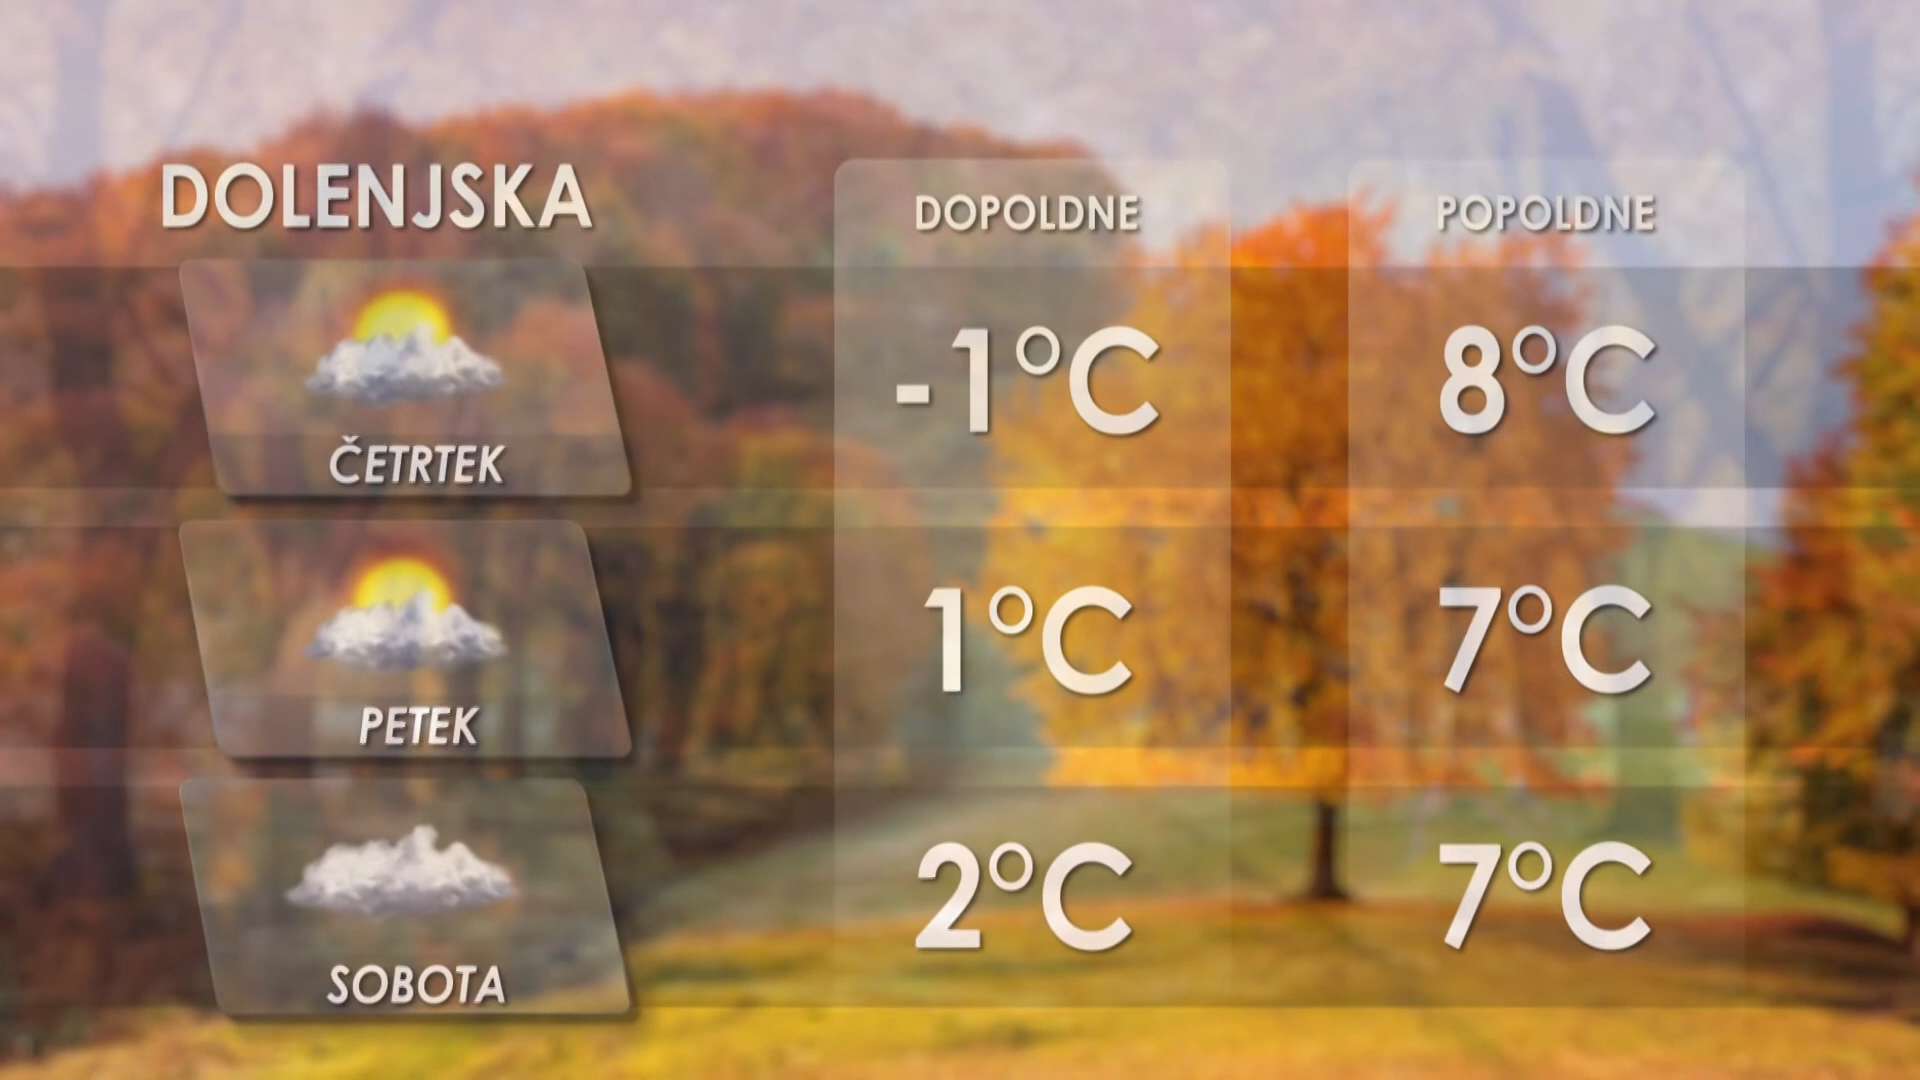 DOLENJSKA
DOPOLDNE
POPOLDNE
ČETRTEK
-1°C
8°C
PETEK
1°C
7°C
SOBOTA
2°C
7°C